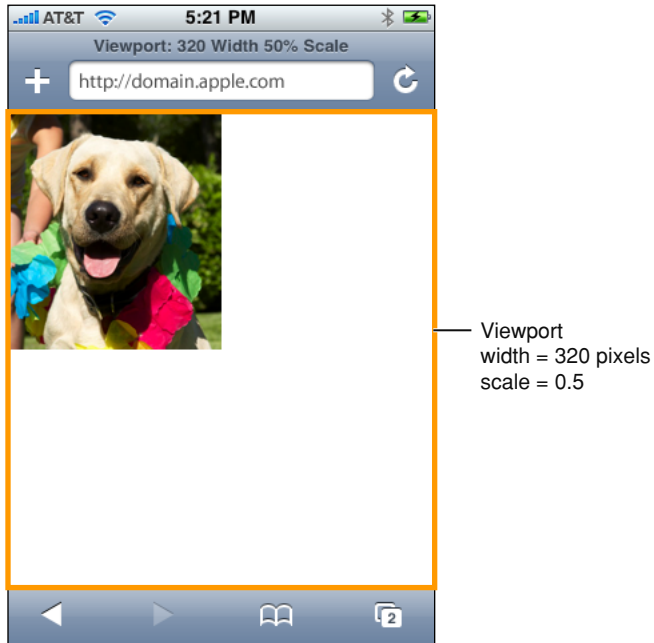 AT&T 5:21 PM
Viewport: 320 Width 50% Scale
http://domain.apple.com
Viewport
width = 320 pixels
scale = 0.5
2